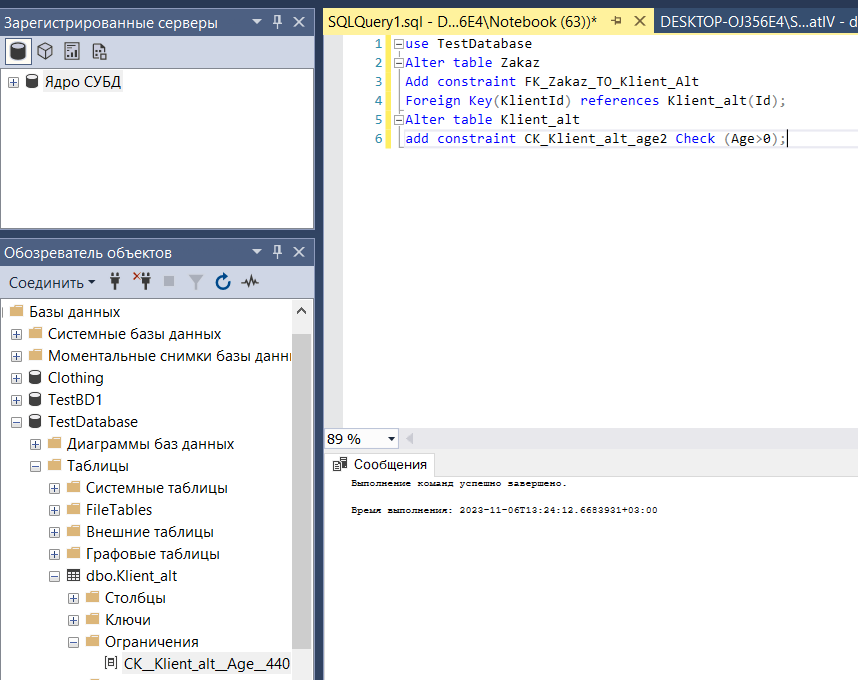 Зарегистрированные серверы
Ядро СУБД
Обозреватель объектов
Соединить
Базы данных
Системные базы данных
Моментальные снимки базы данн
Clothing
TestBD1
TestDatabase
Диаграммы баз данных
Таблицы
Системные таблицы
FileTables
Внешние таблицы
Графовые таблицы
dbo.Klient_alt
Столбцы
Ключи
Ограничения
CK__Klient_alt__Age__440
SQLQuery1.sql - D...6E4\Notebook (63))*
DESKTOP-OJ356E4\S...atIV - d
1 use TestDatabase
2 Alter table Zakaz
3 Add constraint FK_Zakaz_TO_Klient_Alt
4 Foreign Key(KlientId) references Klient_alt(Id);
5 Alter table Klient_alt
6 add constraint CK_Klient_alt_age2 Check (Age>0);
89 %
Сообщения
Выполнение команд успешно завершено.
Время выполнения: 2023-11-06T13:24:12.6683931+03:00